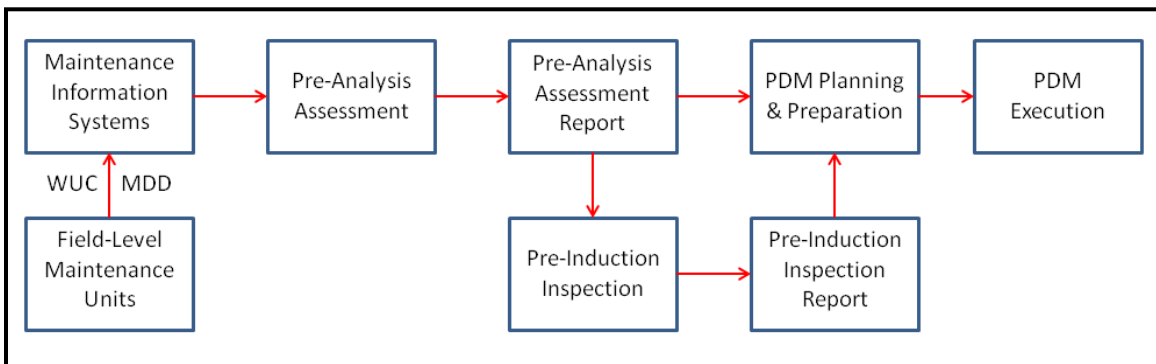 Maintenance
Information
Systems
Pre-Analysis
Assessment
Pre-Analysis
Assessment
Report
PDM Planning
& Preparation
PDM
Execution
WUC MDD
Field-Level
Maintenance
Units
Pre-Induction
Inspection
Pre-Induction
Inspection
Report